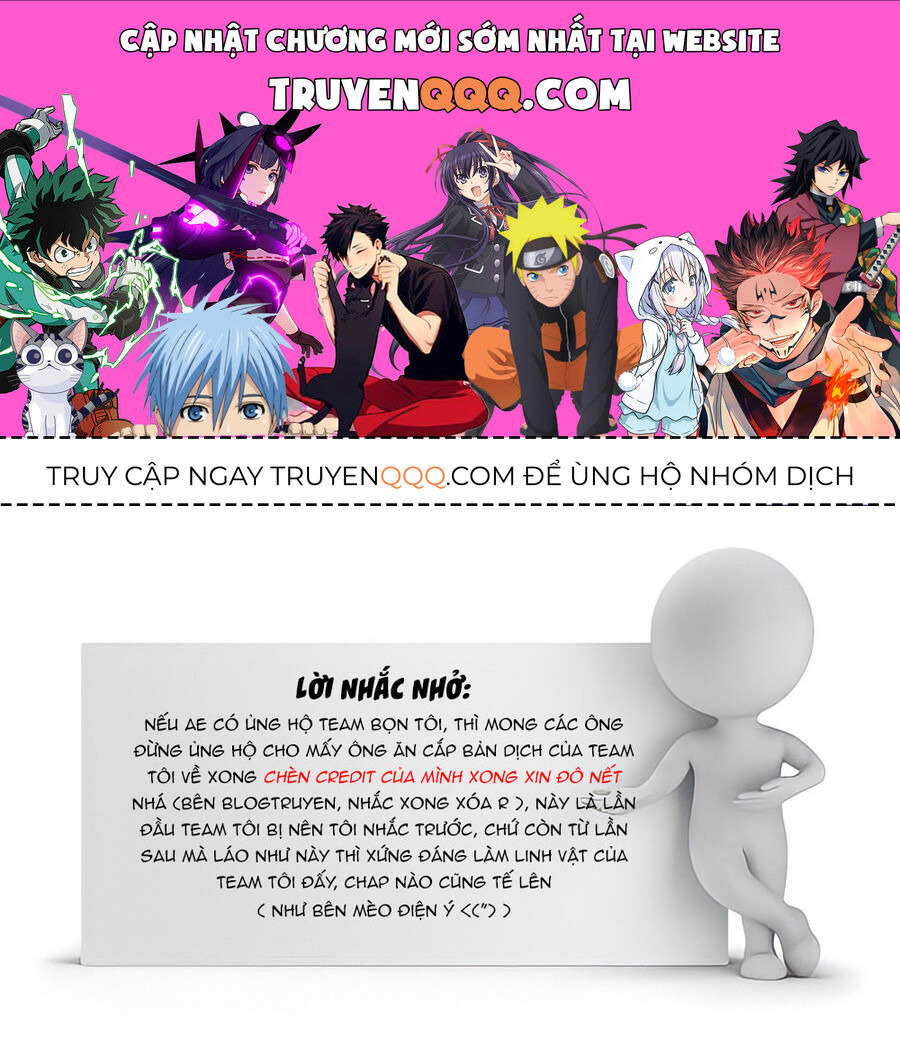 CẬP NHẬT CHƯƠNG MỚI SỚM NHẤT TẠI WEBSITE
TRUYENQQQ.COM
TRUY CẬP NGAY TRUYENQQQ.COM ĐỂ ÙNG HỘ NHÓM DỊCH
LỜI NHẮC NHỞ:
NẾU AE CÓ ỦNG HỘ TEAM BỌN TÔI, THÌ MONG CÁC ÔNG
ĐỪNG ỦNG HỘ CHO MẤY ÔNG ĂN CẮP BẢN DỊCH CỦA TEAM
TÔI VỀ XONG CHÈN CREDIT CỦA MÌNH XONG XIN ĐÔ NẾT
NHÁ (BÊN BLOGTRUYEN, NHẮC XONG XÓA R ), NÀY LÀ LẦN
ĐẦU TEAM TÔI BỊ NÊN TÔI NHẮC TRƯỚC, CHỨ CÒN TỪ LẦN
SAU MÀ LÁO NHƯ NÀY THÌ XỨNG ĐÁNG LÀM LINH VẬT CỦA
TEAM TÔI ĐẤY, CHAP NÀO CŨNG TẾ LÊN
( NHƯ BÊN MÈO ĐIỆN Ý <(") )